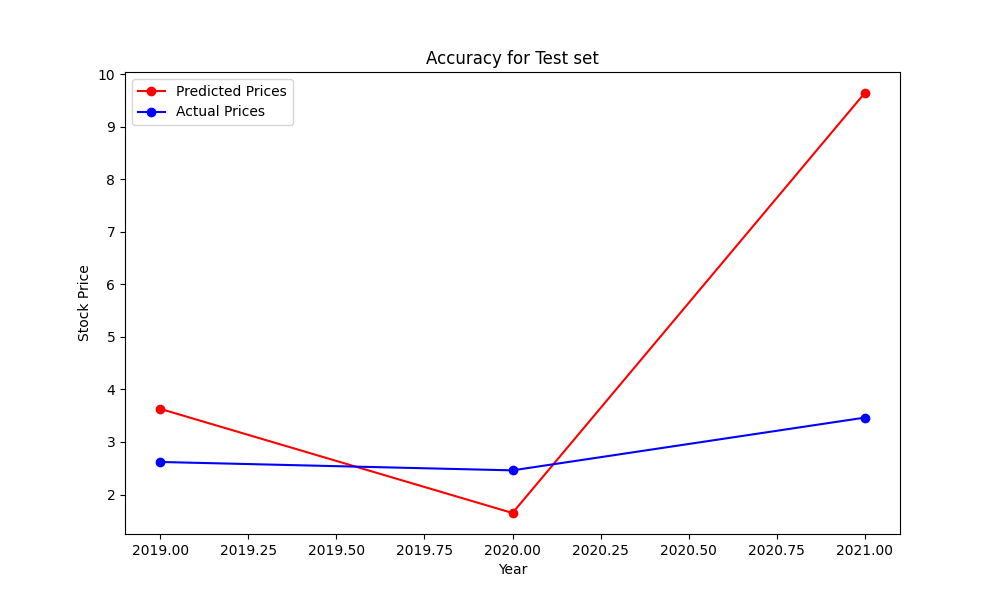 Accuracy for Test set
Predicted Prices
Actual Prices
10
9
8
7
6
5
4
3
2
Stock Price
2019.00 2019.25 2019.50 2019.75 2020.00 2020.25 2020.50 2020.75 2021.00
Year